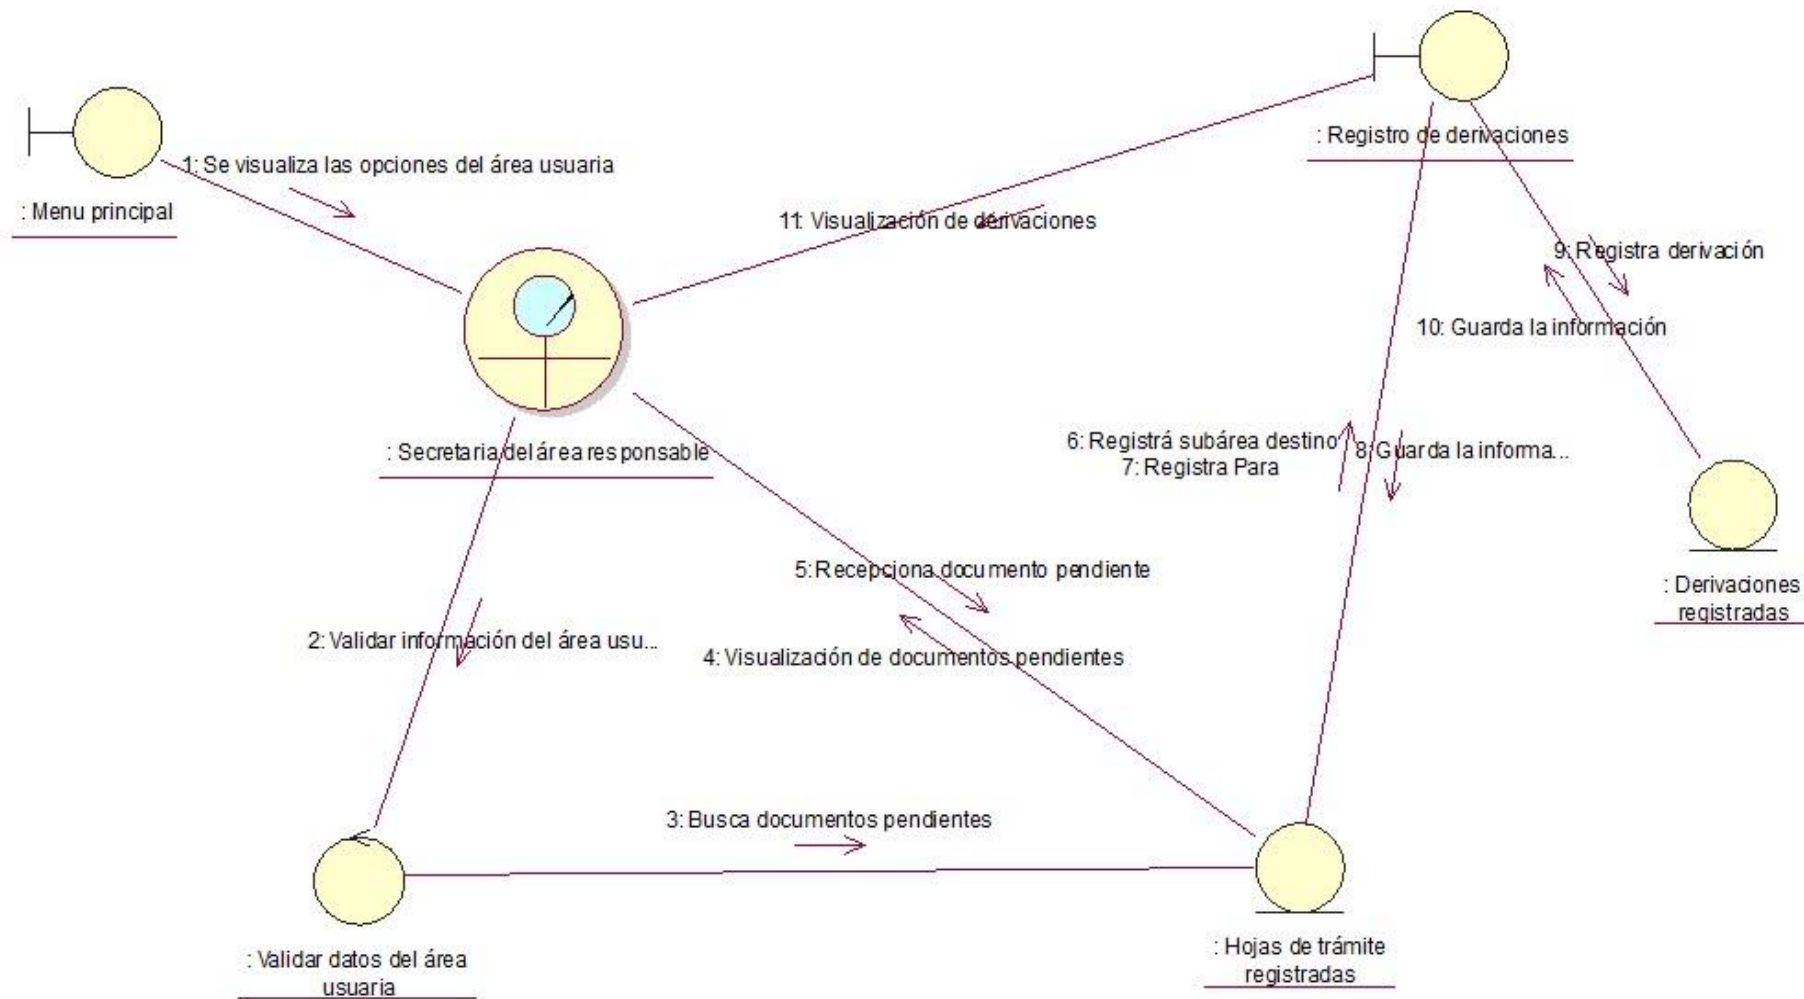 : Registro de derivaciones
1: Se visualiza las opciones del área usuaria
: Menu principal
11: Visualización de derivaciones
9: Registra derivación
10: Guarda la información
: Secretaria del área responsable
6: Registrá subárea destino
7: Registra Para
8: Guarda la informa...
5: Recepciona documento pendiente
: Derivaciones
registradas
2: Validar información del área usu...
4: Visualización de documentos pendientes
3: Busca documentos pendientes
: Validar datos del área
usuaria
: Hojas de trámite
registradas